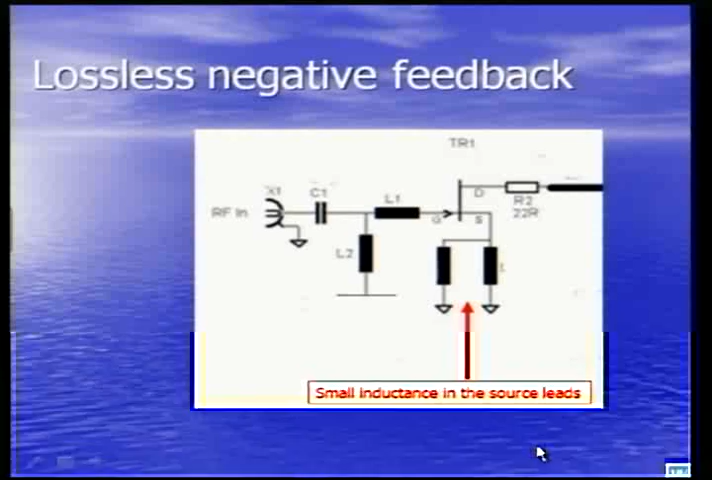 Lossless negative feedback
TR1
X1
C1
L1
D
RF In
G
S
R2
22R
L2
Small inductance in the source leads